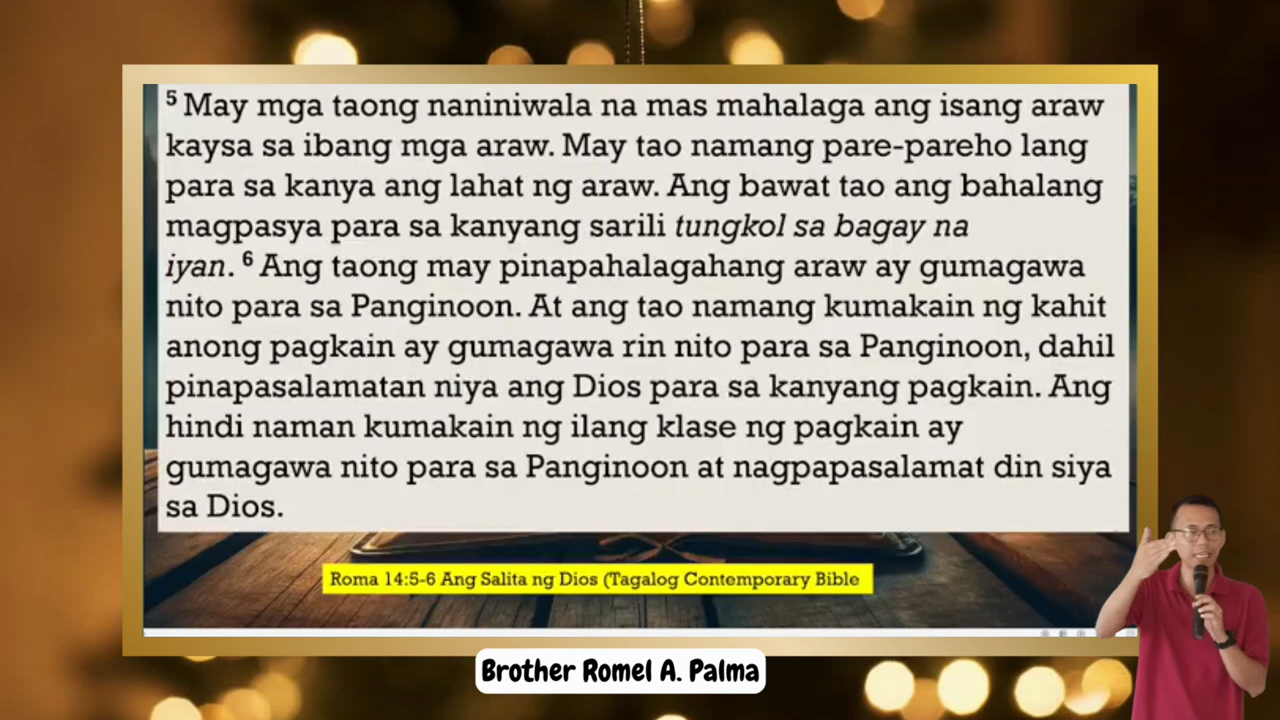 5 May mga taong naniniwala na mas mahalaga ang isang araw
kaysa sa ibang mga araw. May tao namang pare-pareho lang
para sa kanya ang lahat ng araw. Ang bawat tao ang bahalang
magpasya para sa kanyang sarili tungkol sa bagay na
iyan. 6 Ang taong may pinapahalagahang araw ay gumagawa
nito para sa Panginoon. At ang tao namang kumakain ng kahit
anong pagkain ay gumagawa rin nito para sa Panginoon, dahil
pinapasalamatan niya ang Dios para sa kanyang pagkain. Ang
hindi naman kumakain ng ilang klase ng pagkain ay
gumagawa nito para sa Panginoon at nagpapasalamat din siya
sa Dios.
Roma 14:5-6 Ang Salita ng Dios (Tagalog Contemporary Bible
Brother Romel A. Palma